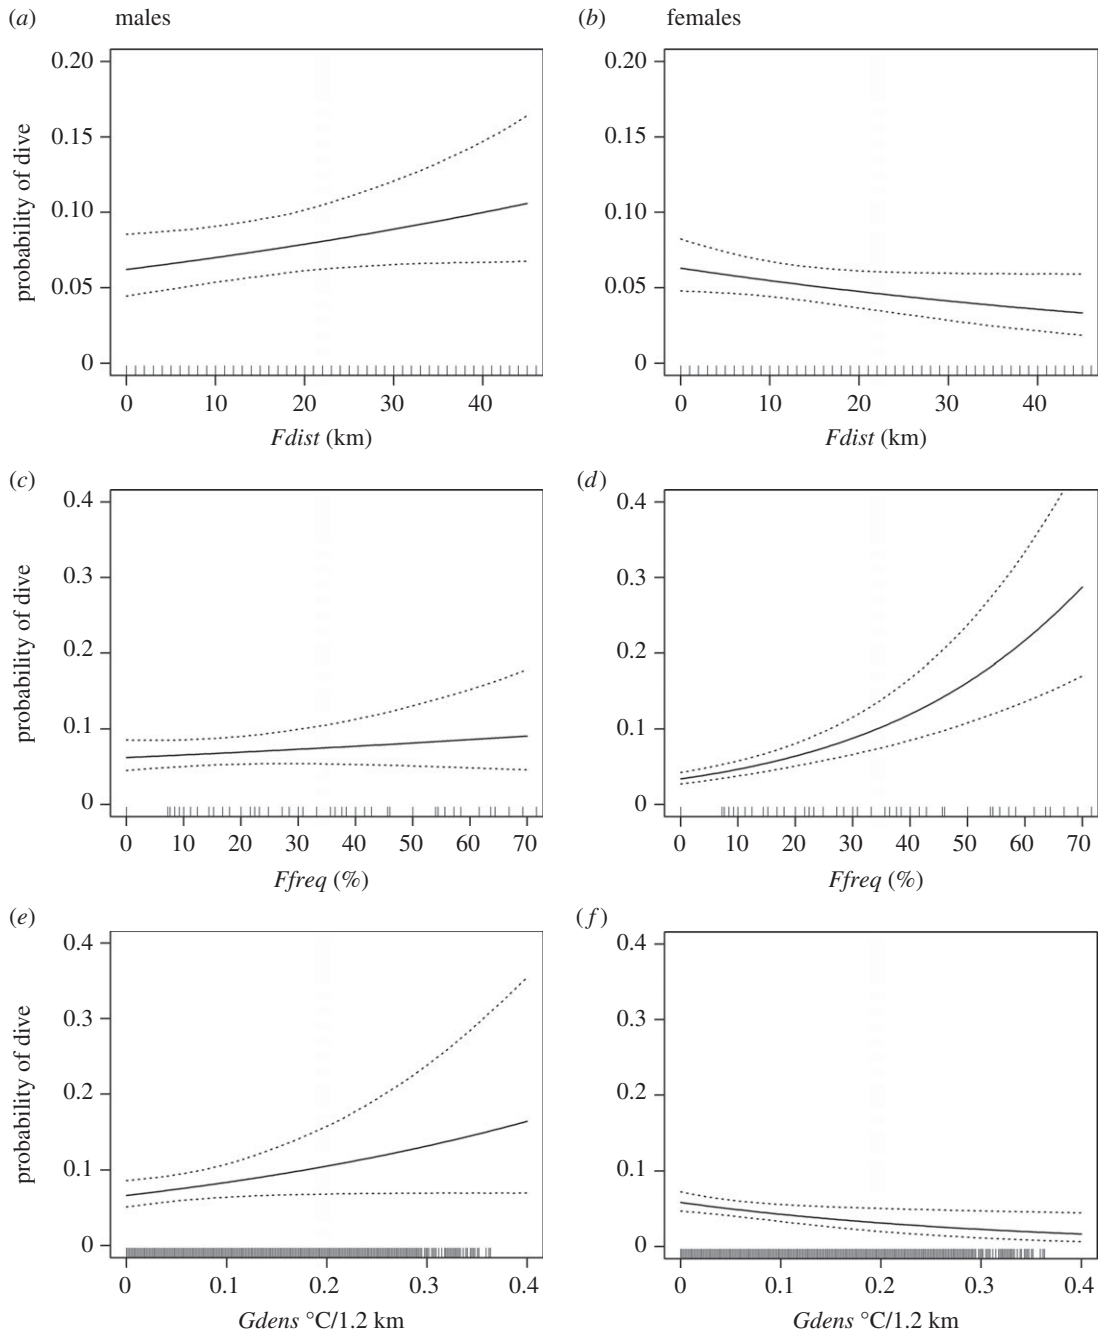 (a) males (b) females
0.20 0.20
0.15 0.15
probability of dive
0.10 0.10
0.05 0.05
0 0
0 10 20 30 40 0 10 20 30 40
Fdist (km) Fdist (km)
(c) (d)
0.4 0.4
0.3 0.3
probability of dive
0.2 0.2
0.1 0.1
0 0
0 10 20 30 40 50 60 70 0 10 20 30 40 50 60 70
Ffreq (%) Ffreq (%)
(e) (f)
0.4 0.4
0.3 0.3
probability of dive
0.2 0.2
0.1 0.1
0 0
0 0.1 0.2 0.3 0.4 0 0.1 0.2 0.3 0.4
Gdens °C/1.2 km Gdens °C/1.2 km